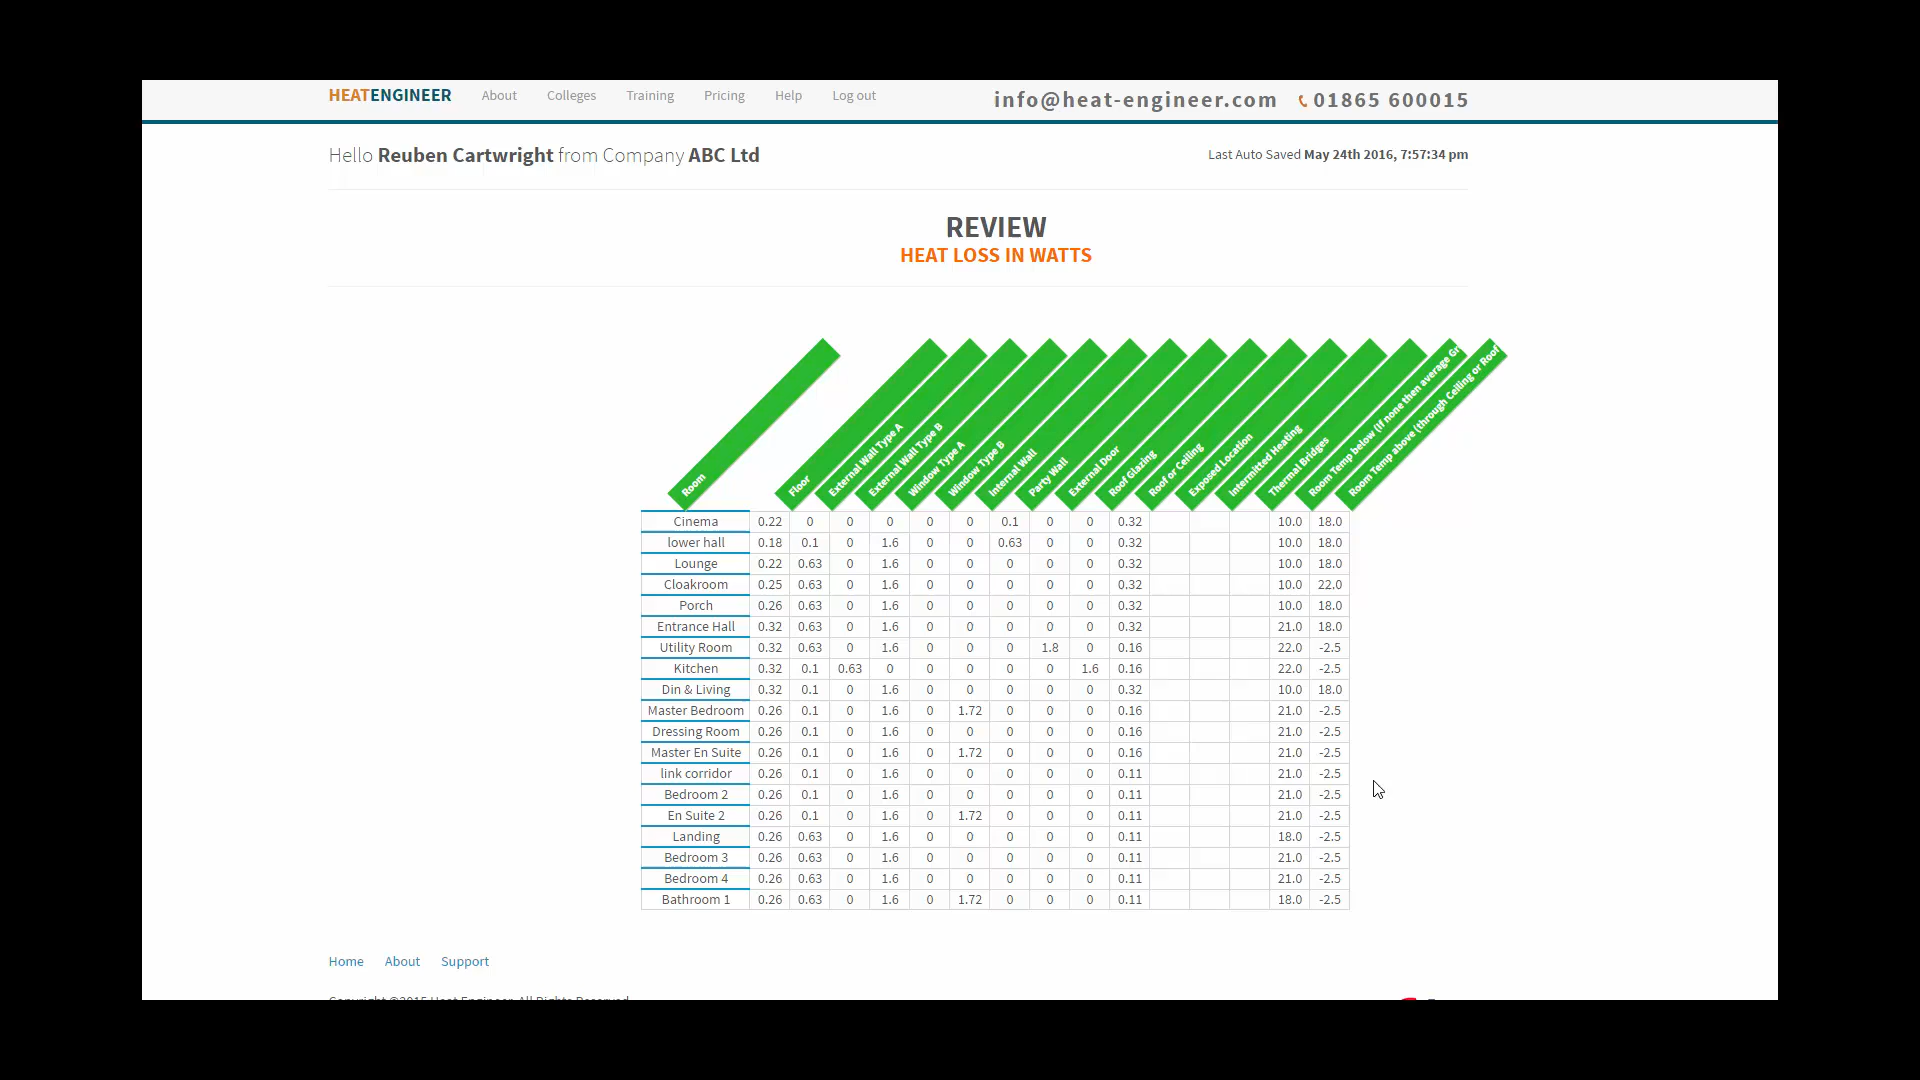 HEATENGINEER About Colleges Training Pricing Help Log out info@heat-engineer.com 01865 600015
Hello Reuben Cartwright from Company ABC Ltd Last Auto Saved May 24th 2016, 7:57:34 pm
REVIEW
HEAT LOSS IN WATTS
Room Floor External Wall Type A External Wall Type B Window Type A Window Type B Internal Wall Party Wall External Door Roof Glazing Roof or Ceiling Exposed Location Intermitted Heating Thermal Bridges Room Temp below (If none then average Gr Room Temp above (through Ceiling or Roof
Cinema 0.22 0 0 0 0 0 0.1 0 0 0.32 10.0 18.0
lower hall 0.18 0.1 0 1.6 0 0 0.63 0 0 0.32 10.0 18.0
Lounge 0.22 0.63 0 1.6 0 0 0 0 0 0.32 10.0 18.0
Cloakroom 0.25 0.63 0 1.6 0 0 0 0 0 0.32 10.0 22.0
Porch 0.26 0.63 0 1.6 0 0 0 0 0 0.32 10.0 18.0
Entrance Hall 0.32 0.63 0 1.6 0 0 0 0 0 0.32 21.0 18.0
Utility Room 0.32 0.63 0 1.6 0 0 0 1.8 0 0.16 22.0 -2.5
Kitchen 0.32 0.1 0.63 0 0 0 0 0 1.6 0.16 22.0 -2.5
Din & Living 0.32 0.1 0 1.6 0 0 0 0 0 0.32 10.0 18.0
Master Bedroom 0.26 0.1 0 1.6 0 1.72 0 0 0 0.16 21.0 -2.5
Dressing Room 0.26 0.1 0 1.6 0 0 0 0 0 0.16 21.0 -2.5
Master En Suite 0.26 0.1 0 1.6 0 1.72 0 0 0 0.16 21.0 -2.5
link corridor 0.26 0.1 0 1.6 0 0 0 0 0 0.11 21.0 -2.5
Bedroom 2 0.26 0.1 0 1.6 0 0 0 0 0 0.11 21.0 -2.5
En Suite 2 0.26 0.1 0 1.6 0 1.72 0 0 0 0.11 21.0 -2.5
Landing 0.26 0.63 0 1.6 0 0 0 0 0 0.11 18.0 -2.5
Bedroom 3 0.26 0.63 0 1.6 0 0 0 0 0 0.11 21.0 -2.5
Bedroom 4 0.26 0.63 0 1.6 0 0 0 0 0 0.11 21.0 -2.5
Bathroom 1 0.26 0.63 0 1.6 0 1.72 0 0 0 0.11 18.0 -2.5
Home About Support
Copyright ©2015 Heat Engineer. All Rights Reserved